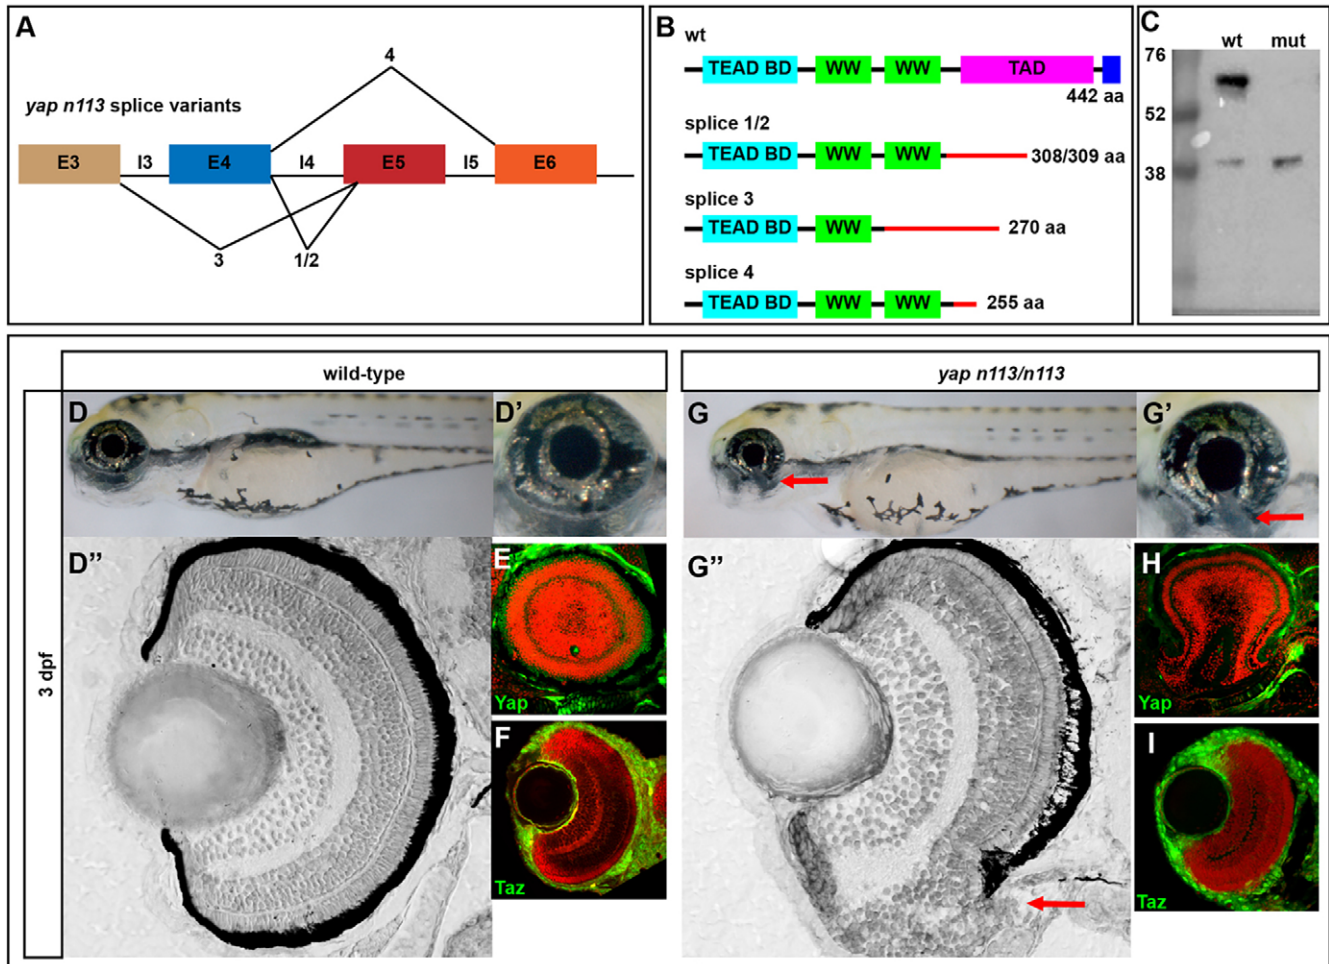 A
4
yap n113 splice variants
E3 I3 E4 I4 E5 I5 E6
3 1/2
B
wt
TEAD BD WW WW TAD
442 aa
splice 1/2
TEAD BD WW WW 308/309 aa
splice 3
TEAD BD WW 270 aa
splice 4
TEAD BD WW WW 255 aa
C
wt mut
76
52
38
wild-type
yap n113/n113
3 dpf
D
D’
D”
E
Yap
F
Taz
G
G’
G”
H
Yap
I
Taz